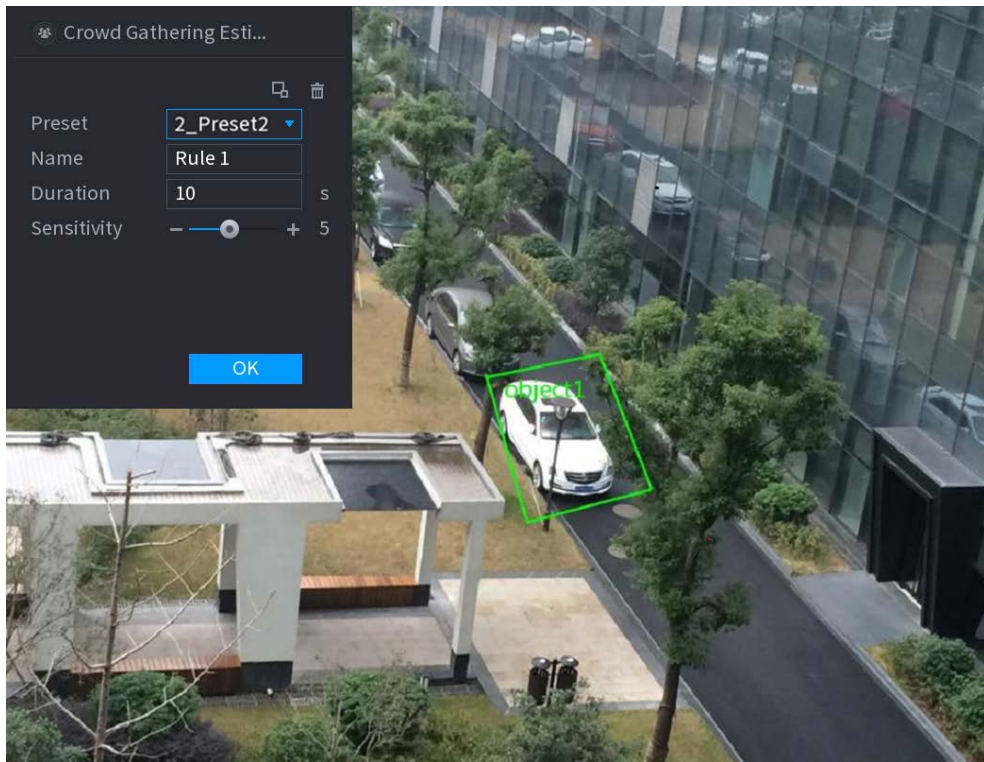 Crowd Gathering Esti...
Preset 2_Preset2
Name Rule 1
Duration 10 s
Sensitivity 5
OK
object1